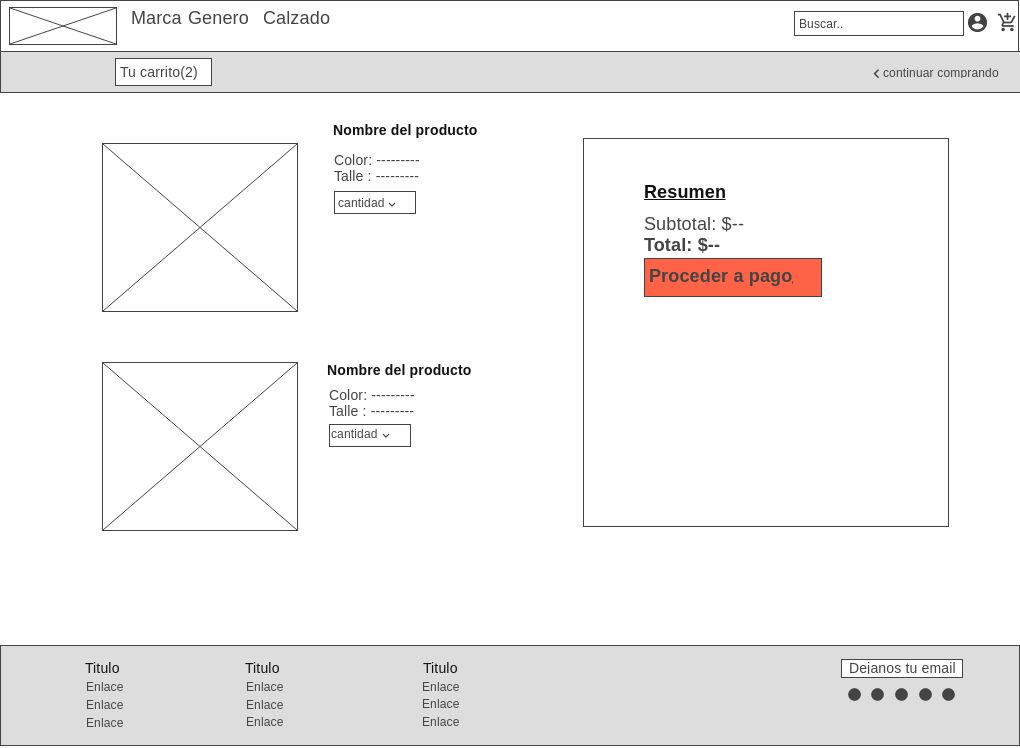 Marca Genero Calzado
Buscar..
Tu carrito(2)
continuar comprando
Nombre del producto
Color: ---------
Talle : ---------
cantidad
Resumen
Subtotal: $--
Total: $--
Proceder a pago
Nombre del producto
Color: ---------
Talle : ---------
cantidad
Titulo
Enlace
Enlace
Enlace
Titulo
Enlace
Enlace
Enlace
Titulo
Enlace
Enlace
Enlace
Dejanos tu email